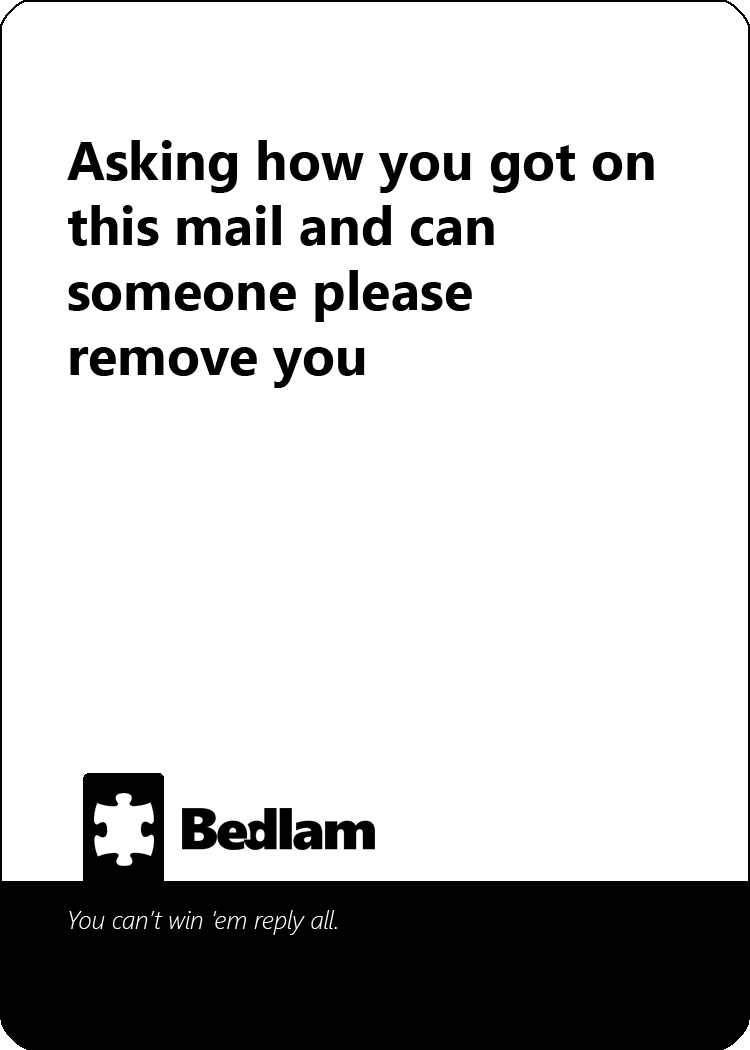 Asking how you got on
this mail and can
someone please
remove you
Bedlam
You can't win 'em reply all.